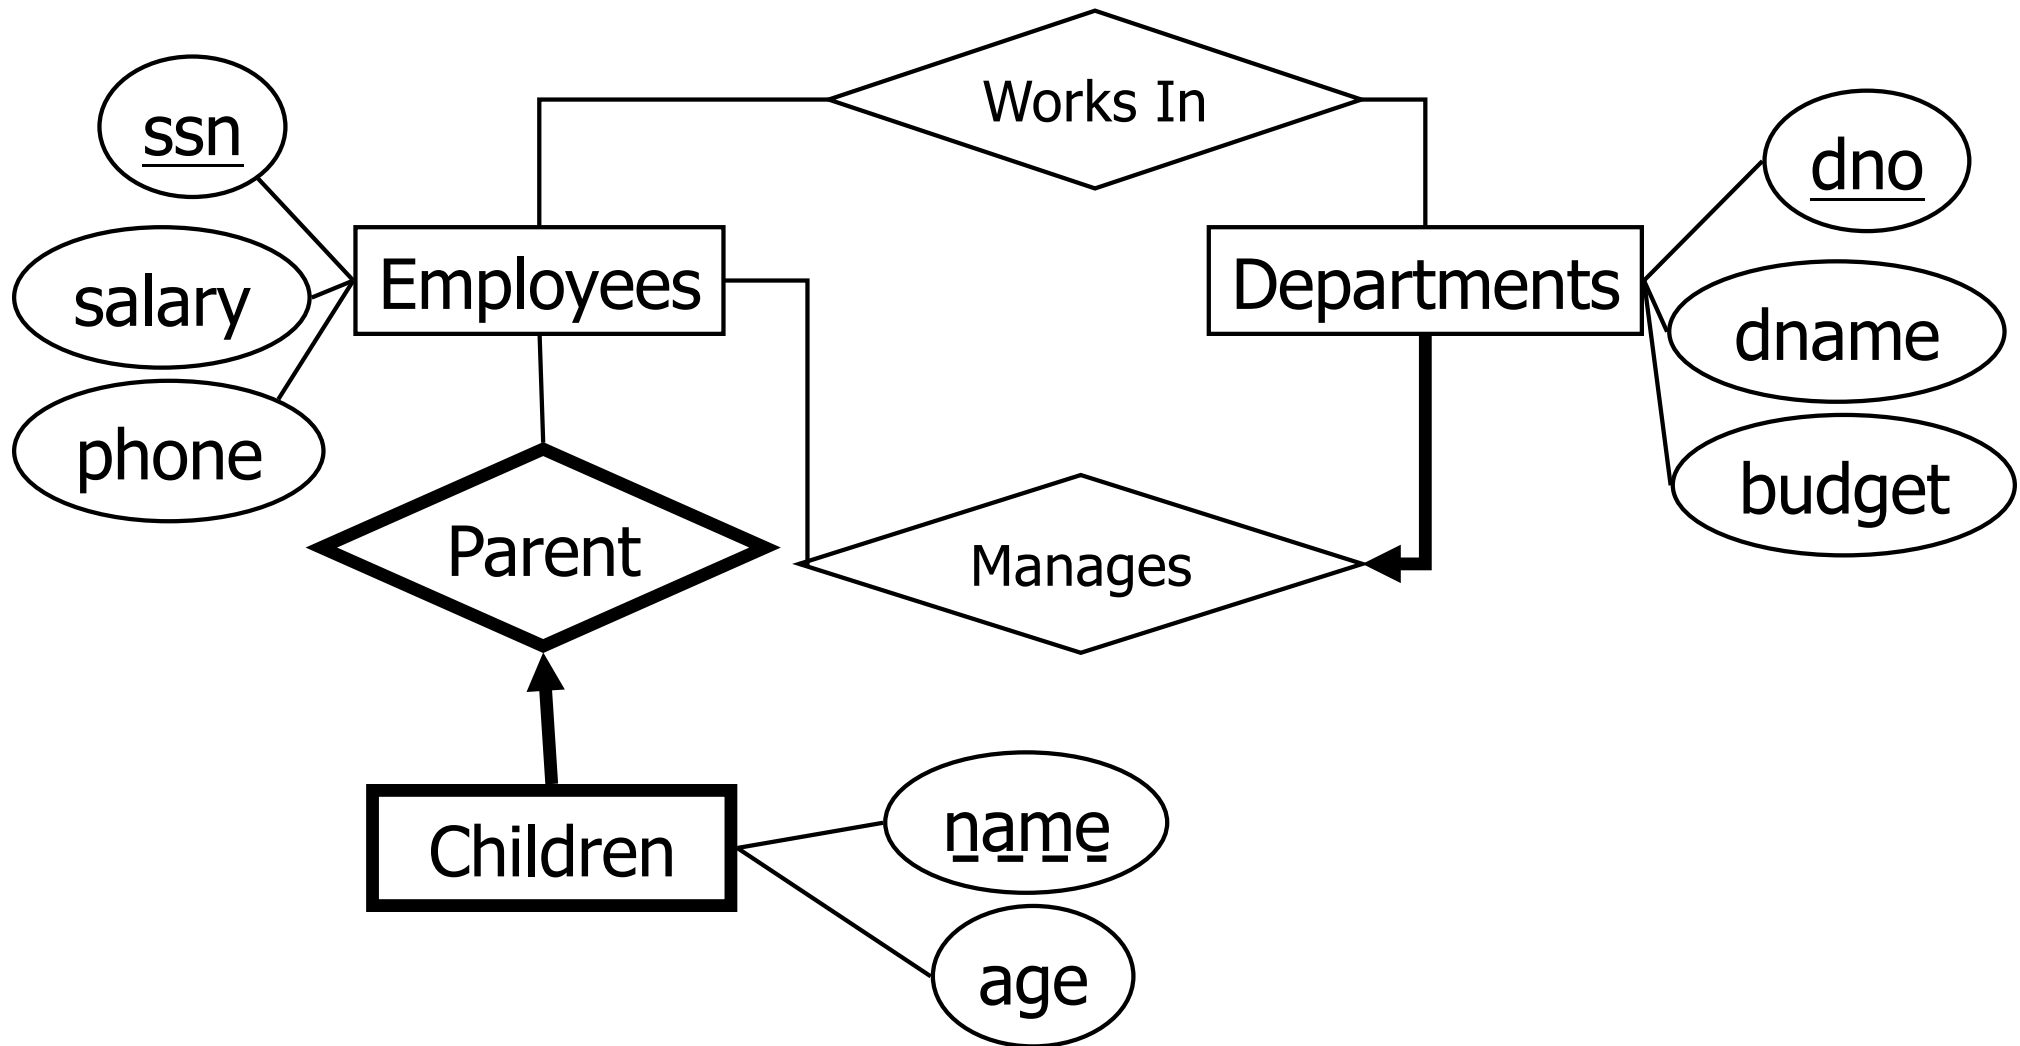 Works In
ssn
dno
salary
Employees
Departments
dname
phone
budget
Parent
Manages
name
Children
age